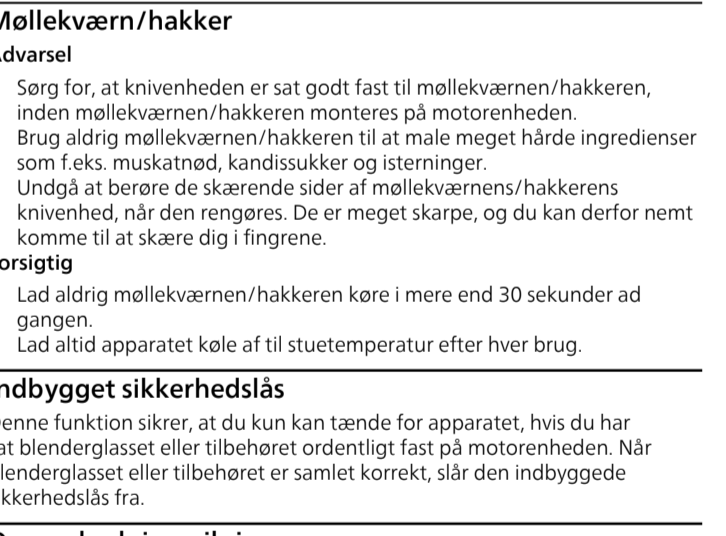 Møllekværn/hakker
Advarsel
Sørg for, at knivenheden er sat godt fast til møllekværnen/hakkeren,
inden møllekværnen/hakkeren monteres på motorenheden.
Brug aldrig møllekværnen/hakkeren til at male meget hårde ingredienser
som f.eks. muskatnød, kandissukker og isterninger.
Undgå at berøre de skærende sider af møllekværnens/hakkerens
knivenhed, når den rengøres. De er meget skarpe, og du kan derfor nemt
komme til at skære dig i fingrene.
orsigtig
Lad aldrig møllekværnen/hakkeren køre i mere end 30 sekunder ad
gangen.
Lad altid apparatet køle af til stuetemperatur efter hver brug.
ndbygget sikkerhedslås
enne funktion sikrer, at du kun kan tænde for apparatet, hvis du har
at blenderglasset eller tilbehøret ordentligt fast på motorenheden. Når
lenderglasset eller tilbehøret er samlet korrekt, slår den indbyggede
ikkerhedslås fra.